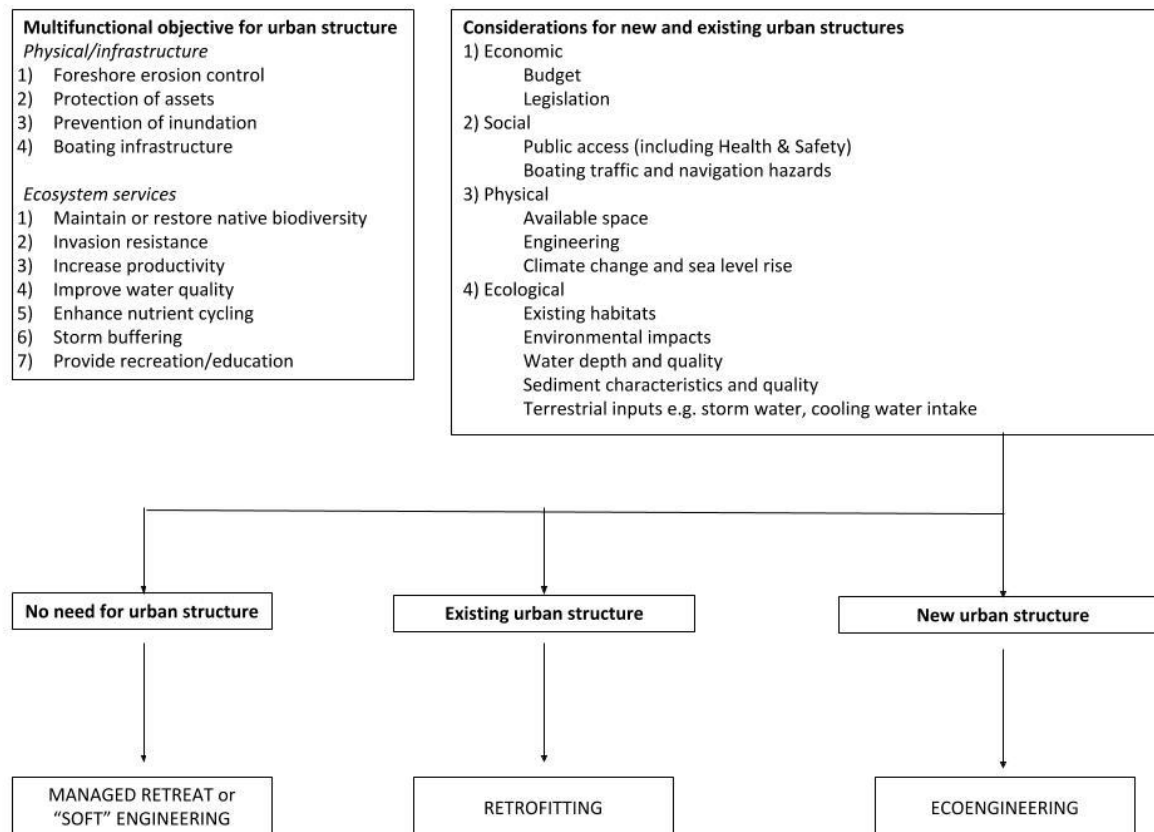 Multifunctional objective for urban structure
Physical/infrastructure
1) Foreshore erosion control
2) Protection of assets
3) Prevention of inundation
4) Boating infrastructure
Ecosystem services
1) Maintain or restore native biodiversity
2) Invasion resistance
3) Increase productivity
4) Improve water quality
5) Enhance nutrient cycling
6) Storm buffering
7) Provide recreation/education
Considerations for new and existing urban structures
1) Economic
Budget
Legislation
2) Social
Public access (including Health & Safety)
Boating traffic and navigation hazards
3) Physical
Available space
Engineering
Climate change and sea level rise
4) Ecological
Existing habitats
Environmental impacts
Water depth and quality
Sediment characteristics and quality
Terrestrial inputs e.g. storm water, cooling water intake
No need for urban structure
Existing urban structure
New urban structure
MANAGED RETREAT or
“SOFT” ENGINEERING
RETROFITTING
ECOENGINEERING